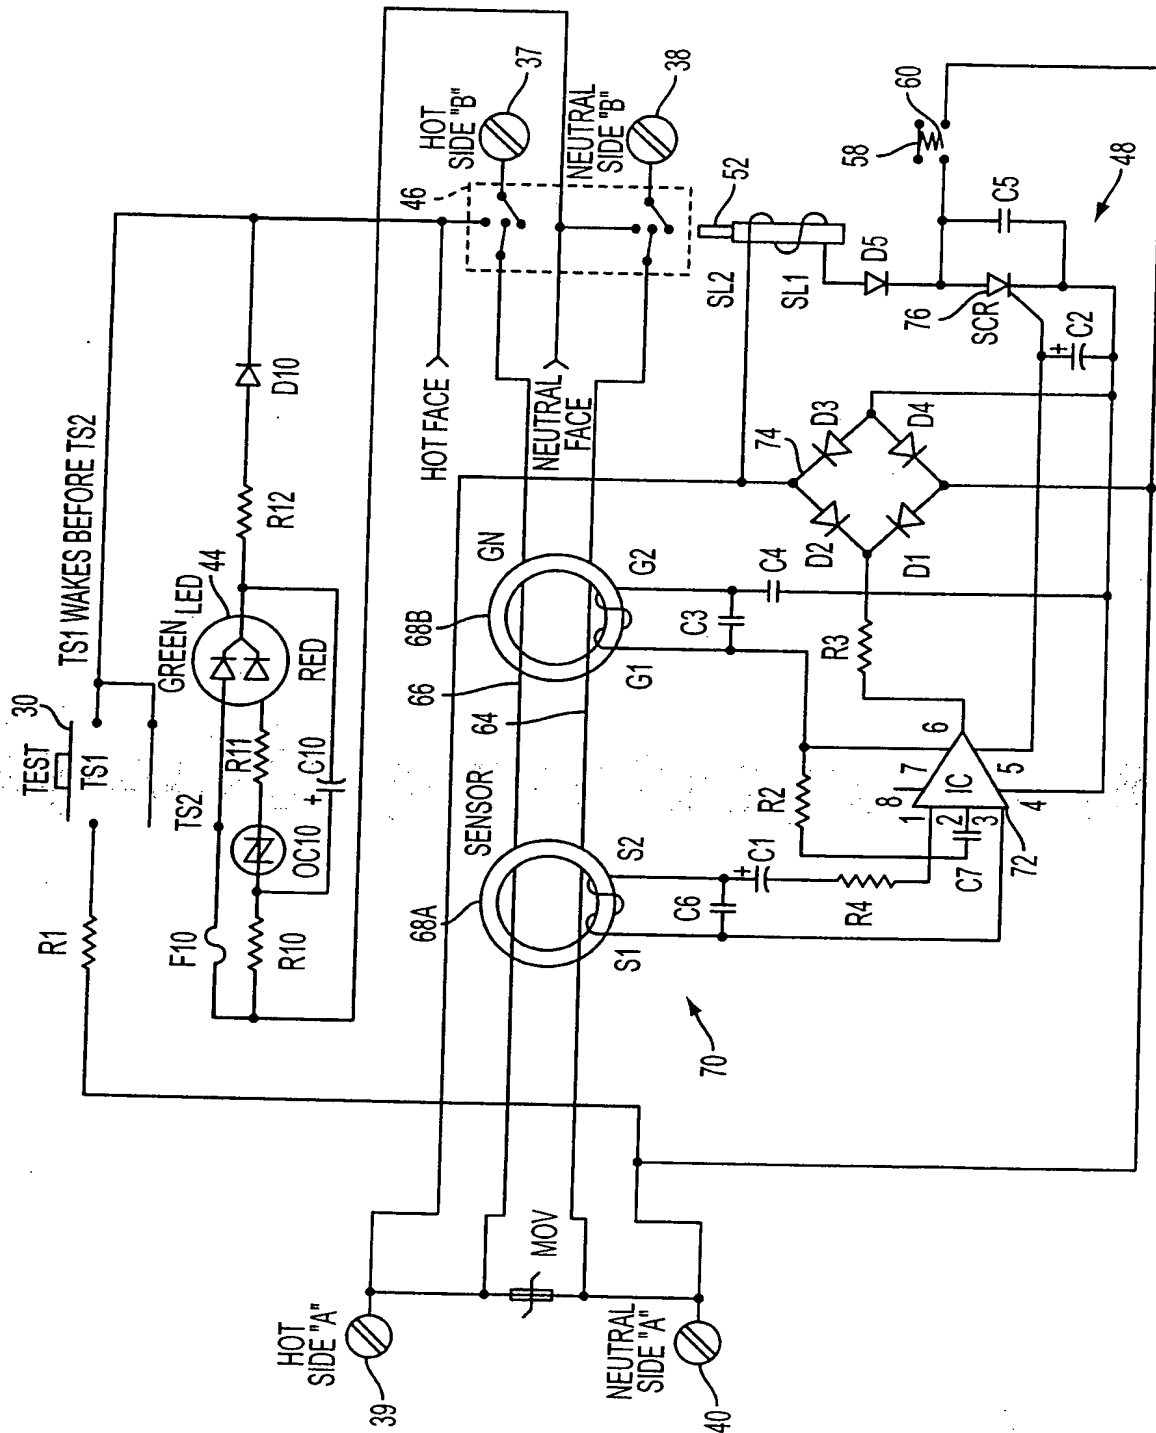 TEST
30
TS1
TS1 WAKES BEFORE TS2
R1
GREEN
LED
44
RED
TS2
F10
R10
OC10
R11
C10
+
R12
D10
HOT FACE
NEUTRAL
FACE
46
HOT
SIDE "B"
37
NEUTRAL
SIDE "B"
38
HOT
SIDE "A"
39
NEUTRAL
SIDE "A"
40
MOV
SENSOR
68A
S1
S2
66
64
68B
GN
G1
G2
70
C6
C1
+
R4
C7
R2
C3
C4
R3
IC
1
2
3
4
5
6
7
8
72
74
D1
D2
D3
D4
SL2
SL1
52
D5
76
SCR
C2
+
C5
58
60
48